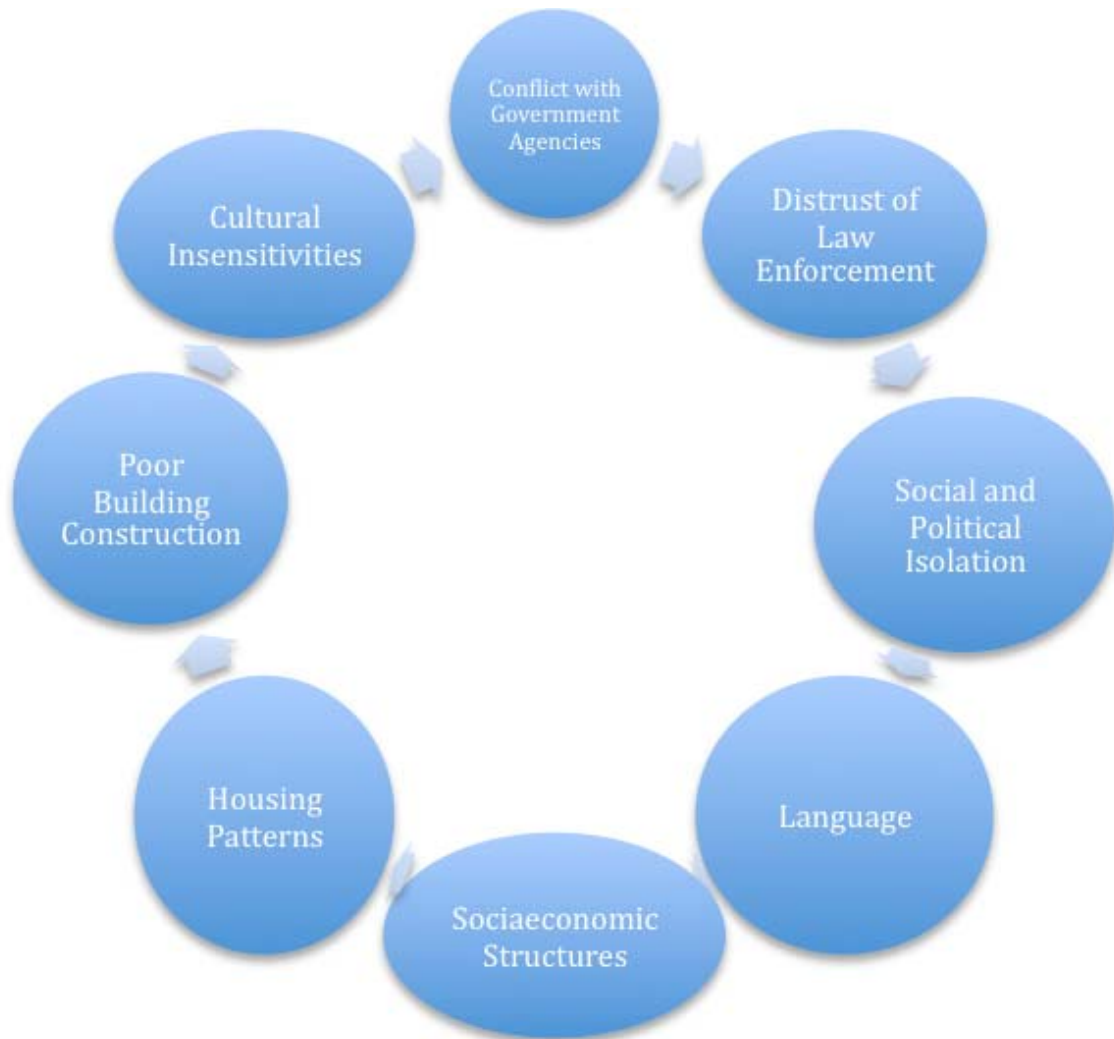 Conflict with
Government
Agencies
Distrust of
Law
Enforcement
Social and
Political
Isolation
Language
Sociaeconomic
Structures
Housing
Patterns
Poor
Building
Construction
Cultural
Insensitivities